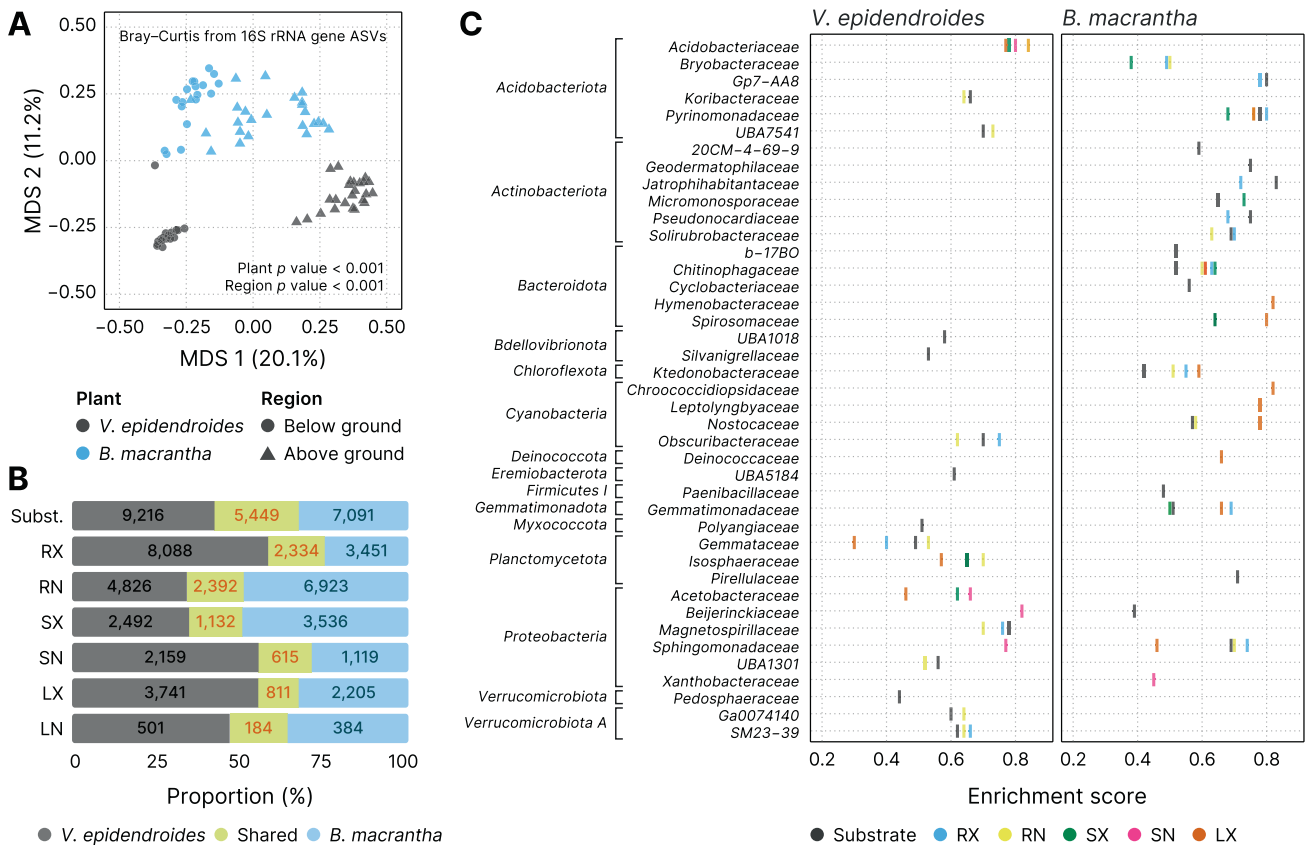 A
0.50
0.25
0.00
−0.25
−0.50
MDS 2 (11.2%)
Bray−Curtis from 16S rRNA gene ASVs
Plant p value < 0.001
Region p value < 0.001
−0.50 −0.25 0.00 0.25 0.50
MDS 1 (20.1%)
Plant Region
V. epidendroides Below ground
B. macrantha Above ground
B
Subst. 9,216 5,449 7,091
RX 8,088 2,334 3,451
RN 4,826 2,392 6,923
SX 2,492 1,132 3,536
SN 2,159 615 1,119
LX 3,741 811 2,205
LN 501 184 384
0 25 50 75 100
Proportion (%)
V. epidendroides Shared B. macrantha
C
V. epidendroides B. macrantha
Acidobacteriota
Actinobacteriota
Bacteroidota
Bdellovibrionota
Chloroflexota
Cyanobacteria
Deinococcota
Eremiobacterota
Firmicutes I
Gemmatimonadota
Myxococcota
Planctomycetota
Proteobacteria
Verrucomicrobiota
Verrucomicrobiota A
Acidobacteriaceae
Bryobacteraceae
Gp7−AA8
Koribacteraceae
Pyrinomonadaceae
UBA7541
20CM−4−69−9
Geodermatophilaceae
Jatrophihabitantaceae
Micromonosporaceae
Pseudonocardiaceae
Solirubrobacteraceae
b−17BO
Chitinophagaceae
Cyclobacteriaceae
Hymenobacteraceae
Spirosomaceae
UBA1018
Silvanigrellaceae
Ktedonobacteraceae
Chroococcidiopsidaceae
Leptolyngbyaceae
Nostocaceae
Obscuribacteraceae
Deinococcaceae
UBA5184
Paenibacillaceae
Gemmatimonadaceae
Polyangiaceae
Gemmataceae
Isosphaeraceae
Pirellulaceae
Acetobacteraceae
Beijerinckiaceae
Magnetospirillaceae
Sphingomonadaceae
UBA1301
Xanthobacteraceae
Pedosphaeraceae
Ga0074140
SM23−39
0.2 0.4 0.6 0.8 0.2 0.4 0.6 0.8
Enrichment score
Substrate RX RN SX SN LX